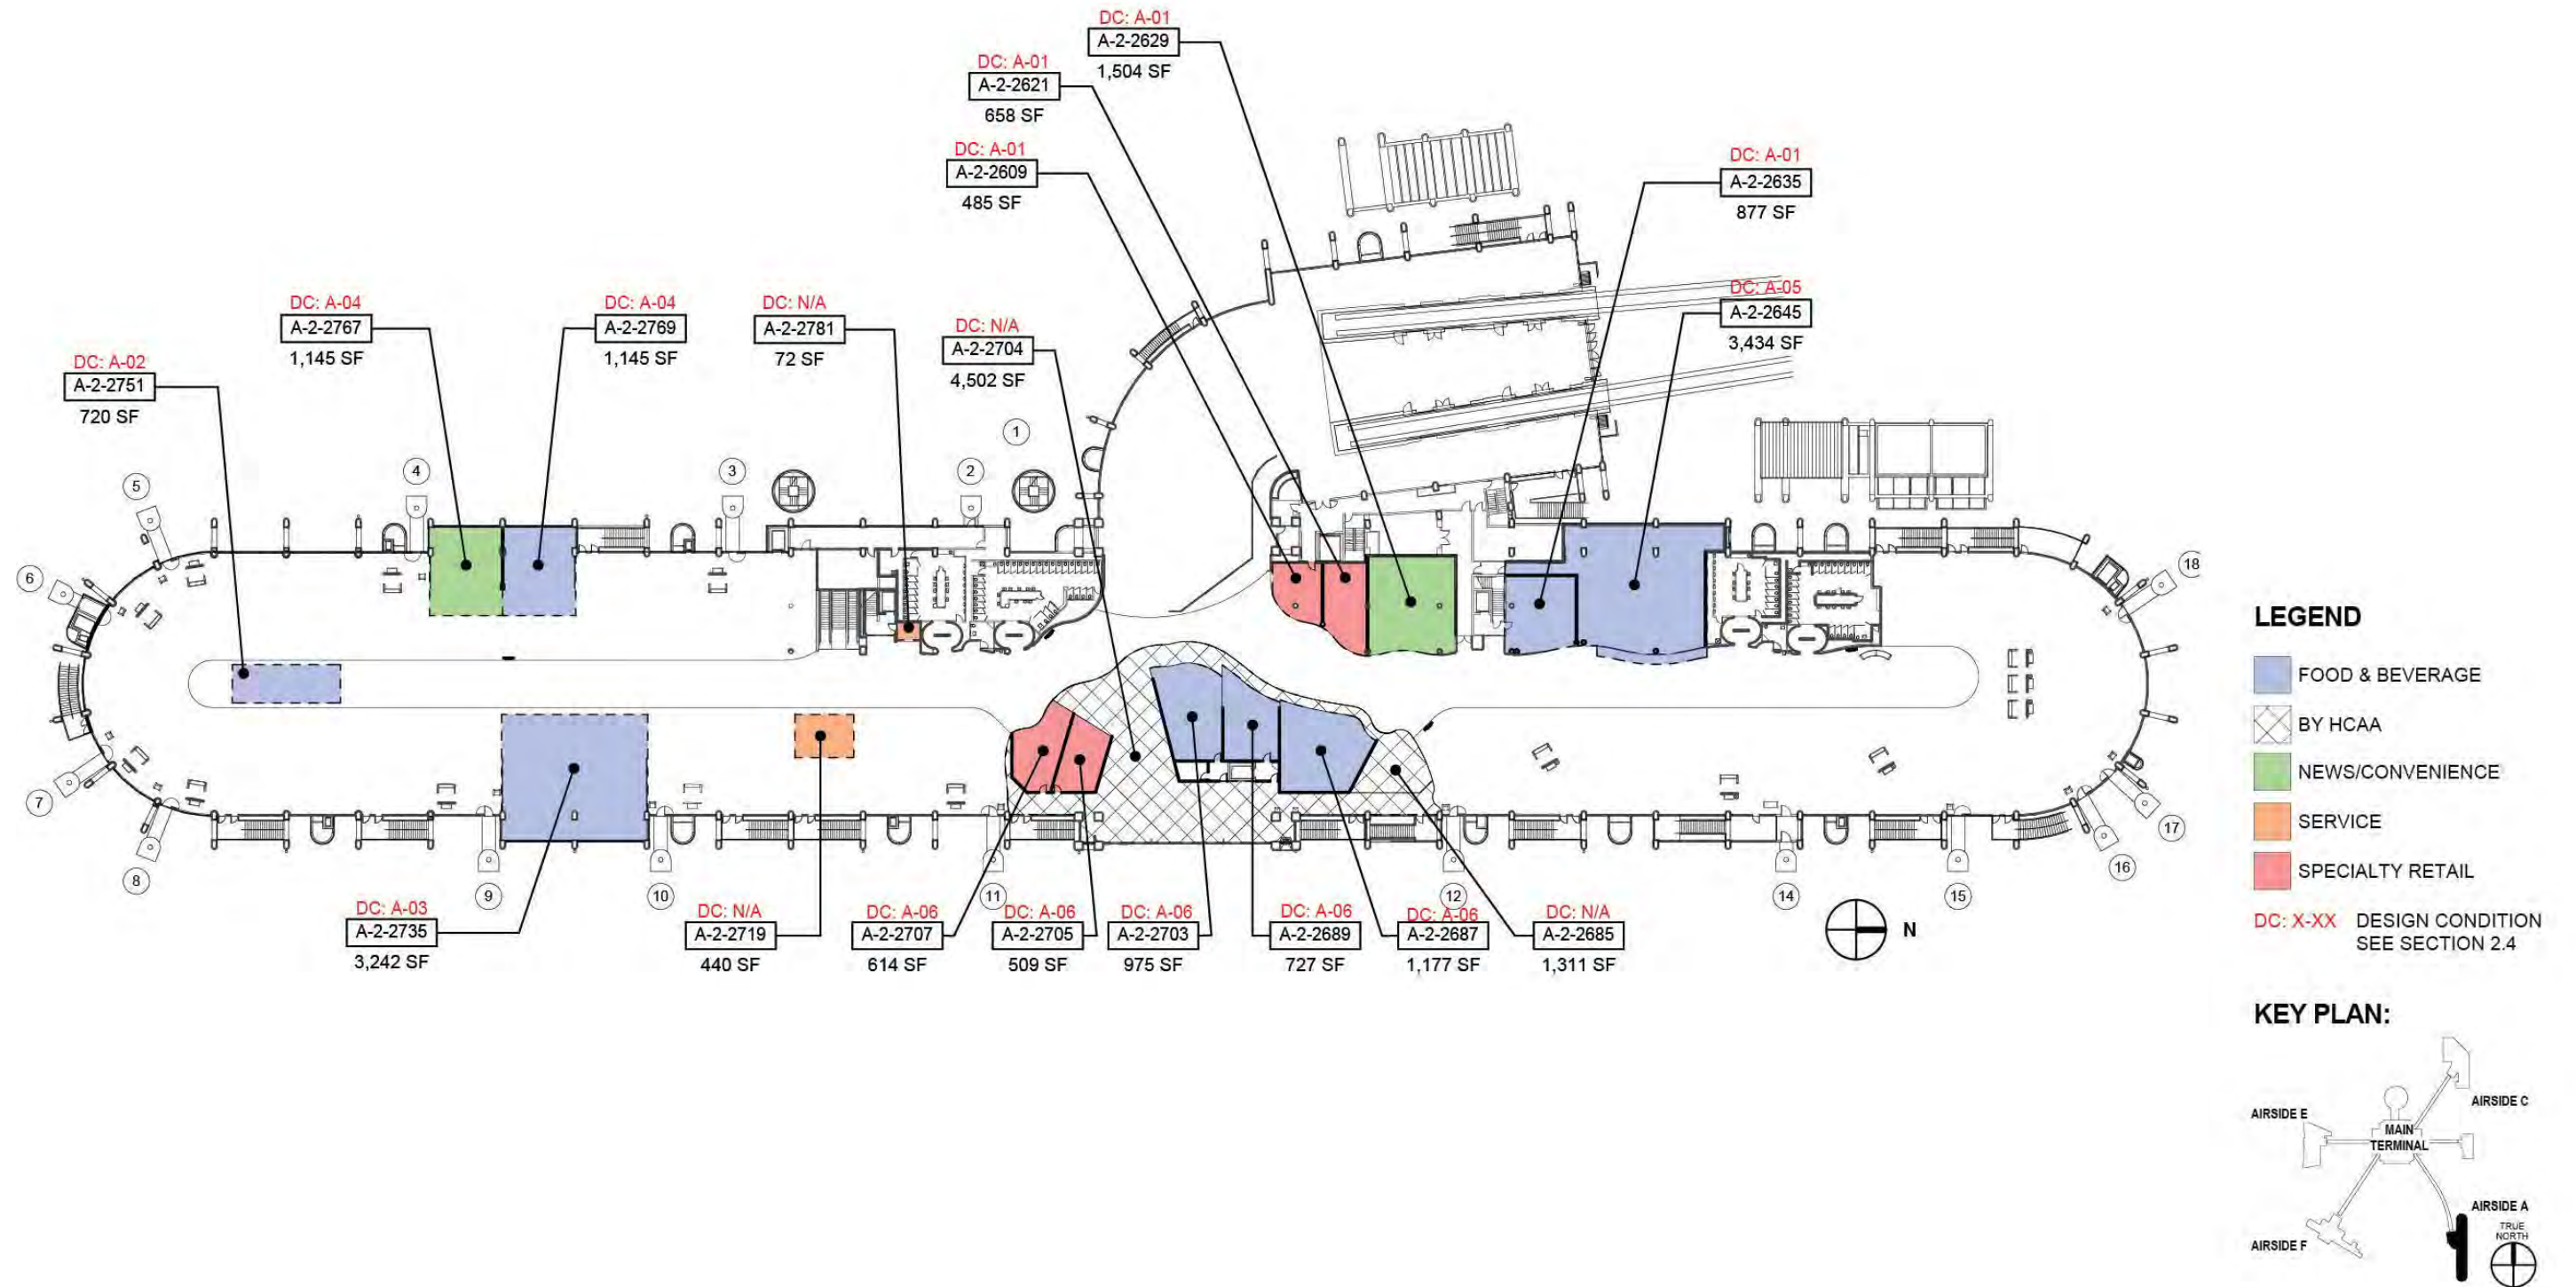 DC: A-01
A-2-2629
1,504 SF
DC: A-01
A-2-2621
658 SF
DC: A-01
A-2-2609
485 SF
DC: A-01
A-2-2635
877 SF
DC: A-05
A-2-2645
3,434 SF
DC: A-04
A-2-2767
1,145 SF
DC: A-04
A-2-2769
1,145 SF
DC: N/A
A-2-2781
72 SF
DC: N/A
A-2-2704
4,502 SF
DC: A-02
A-2-2751
720 SF
1
2
3
4
5
6
7
8
9
10
11
12
14
15
16
17
18
DC: A-03
A-2-2735
3,242 SF
DC: N/A
A-2-2719
440 SF
DC: A-06
A-2-2707
614 SF
DC: A-06
A-2-2705
509 SF
DC: A-06
A-2-2703
975 SF
DC: A-06
A-2-2689
727 SF
DC: A-06
A-2-2687
1,177 SF
DC: N/A
A-2-2685
1,311 SF
N
LEGEND
FOOD & BEVERAGE
BY HCAA
NEWS/CONVENIENCE
SERVICE
SPECIALTY RETAIL
DC: X-XX DESIGN CONDITION
SEE SECTION 2.4
KEY PLAN:
AIRSIDE C
AIRSIDE E
MAIN
TERMINAL
AIRSIDE A
TRUE
NORTH
AIRSIDE F